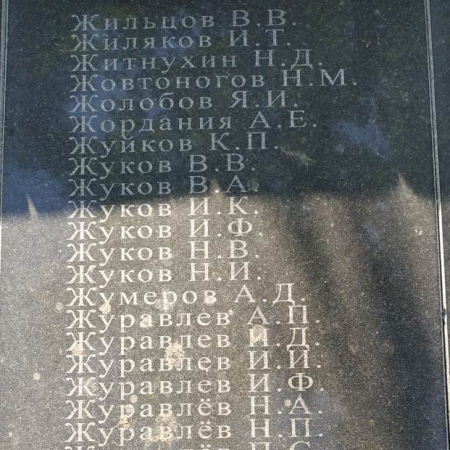 Жильцов В.В.
Жиляков И.Т.
Житнухин Н.Д.
Жовтоногов Н.М.
Жолобов Я.И.
Жордания А.Е.
Жуйков К.П.
Жуков В.В.
Жуков В.А.
Жуков И.К.
Жуков И.Ф.
Жуков Н.В.
Жуков Н.И.
Жумеров А.Д.
Журавлев А.П.
Журавлев И.Д.
Журавлев И.И.
Журавлев И.Ф.
Журавлёв Н.А.
Журавлёв Н.П.